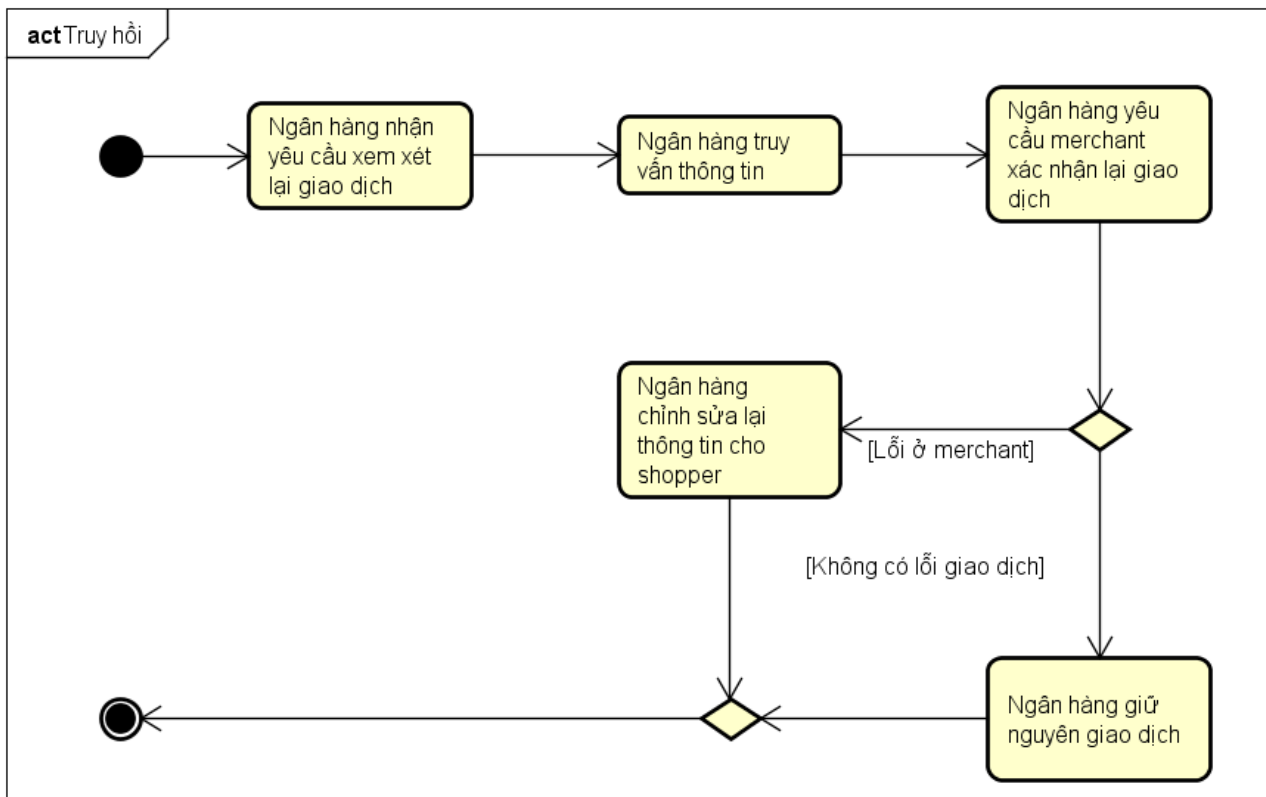 act Truy hồi
Ngân hàng nhận
yêu cầu xem xét
lại giao dịch
Ngân hàng truy
vấn thông tin
Ngân hàng yêu
cầu merchant
xác nhận lại giao
dịch
Ngân hàng
chỉnh sửa lại
thông tin cho
shopper
[Lỗi ở merchant]
[Không có lỗi giao dịch]
Ngân hàng giữ
nguyên giao dịch